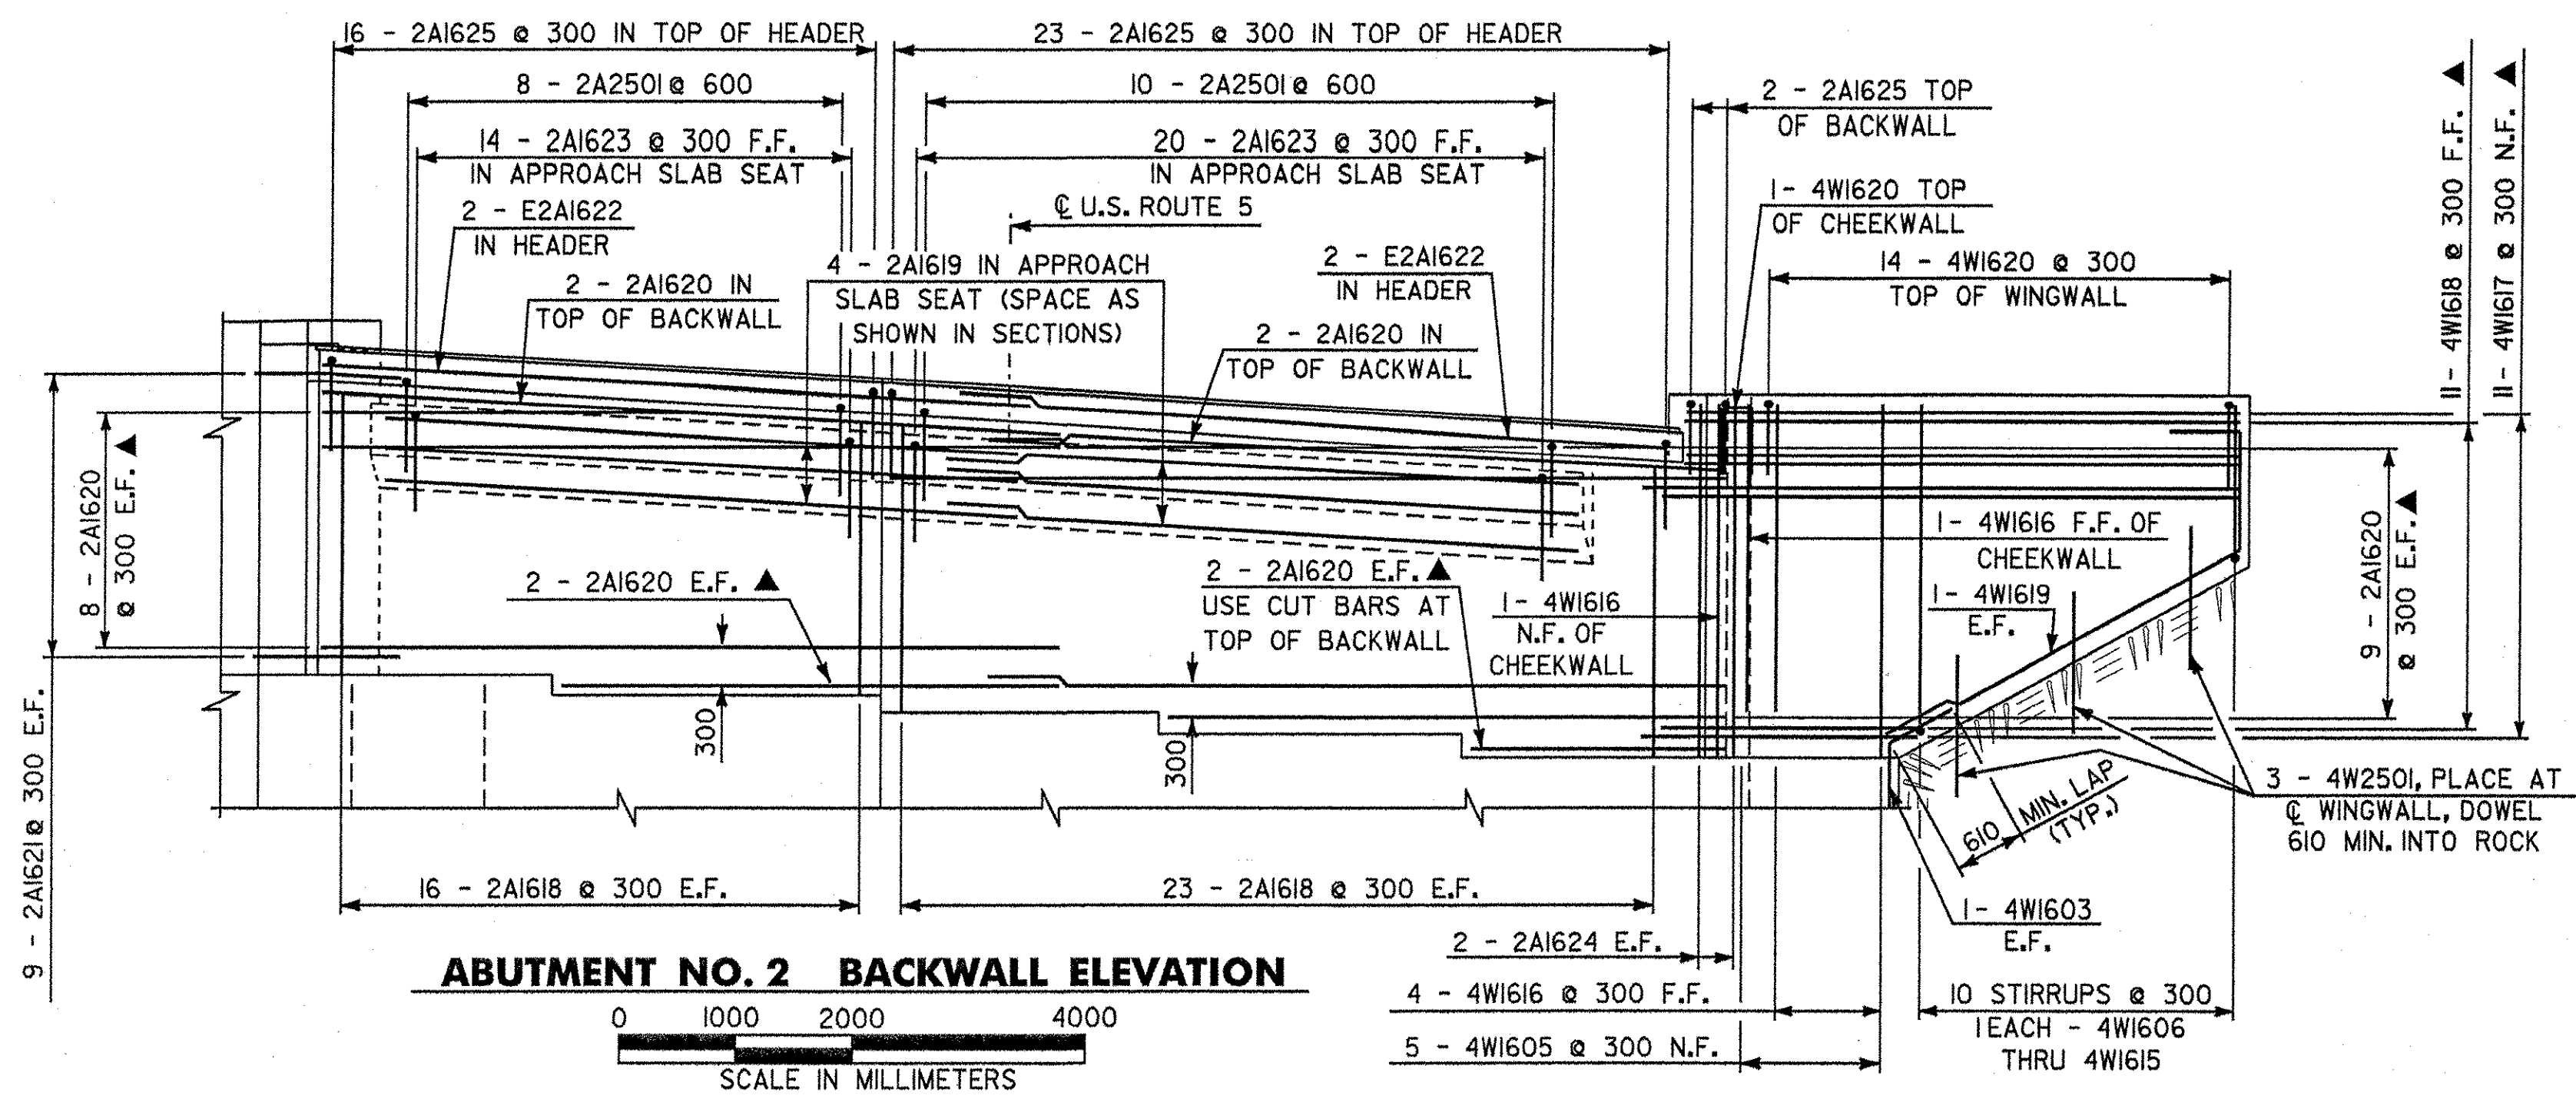 16 - 2A1625 @ 300 IN TOP OF HEADER
23 - 2A1625 @ 300 IN TOP OF HEADER
8 - 2A2501 @ 600
10 - 2A2501 @ 600
2 - 2A1625 TOP
OF BACKWALL
14 - 2A1623 @ 300 F.F.
IN APPROACH SLAB SEAT
20 - 2A1623 @ 300 F.F.
IN APPROACH SLAB SEAT
1 - 4W1620 TOP
OF CHEEKWALL
2 - E2A1622
IN HEADER
℄ U.S. ROUTE 5
4 - 2A1619 IN APPROACH
SLAB SEAT (SPACE AS
SHOWN IN SECTIONS)
2 - E2A1622
IN HEADER
14 - 4W1620 @ 300
TOP OF WINGWALL
2 - 2A1620 IN
TOP OF BACKWALL
2 - 2A1620 IN
TOP OF BACKWALL
11 - 4W1618 @ 300 F.F. ▲
11 - 4W1617 @ 300 N.F. ▲
8 - 2A1620
@ 300 E.F. ▲
9 - 2A1621 @ 300 E.F.
2 - 2A1620 E.F. ▲
2 - 2A1620 E.F. ▲
USE CUT BARS AT
TOP OF BACKWALL
1 - 4W1616
N.F. OF
CHEEKWALL
1 - 4W1616 F.F. OF
CHEEKWALL
1 - 4W1619
E.F.
9 - 2A1620
@ 300 E.F. ▲
300
300
610 MIN. LAP
(TYP.)
3 - 4W2501, PLACE AT
℄ WINGWALL, DOWEL
610 MIN. INTO ROCK
16 - 2A1618 @ 300 E.F.
23 - 2A1618 @ 300 E.F.
1 - 4W1603
E.F.
2 - 2A1624 E.F.
4 - 4W1616 @ 300 F.F.
5 - 4W1605 @ 300 N.F.
10 STIRRUPS @ 300
1 EACH - 4W1606
THRU 4W1615
ABUTMENT NO. 2 BACKWALL ELEVATION
0 1000 2000 4000
SCALE IN MILLIMETERS